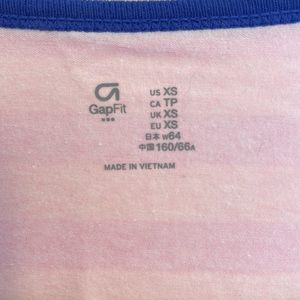 GapFit
US XS
CA TP
UK XS
EU XS
日本 w64
中国 160/66A
MADE IN VIETNAM